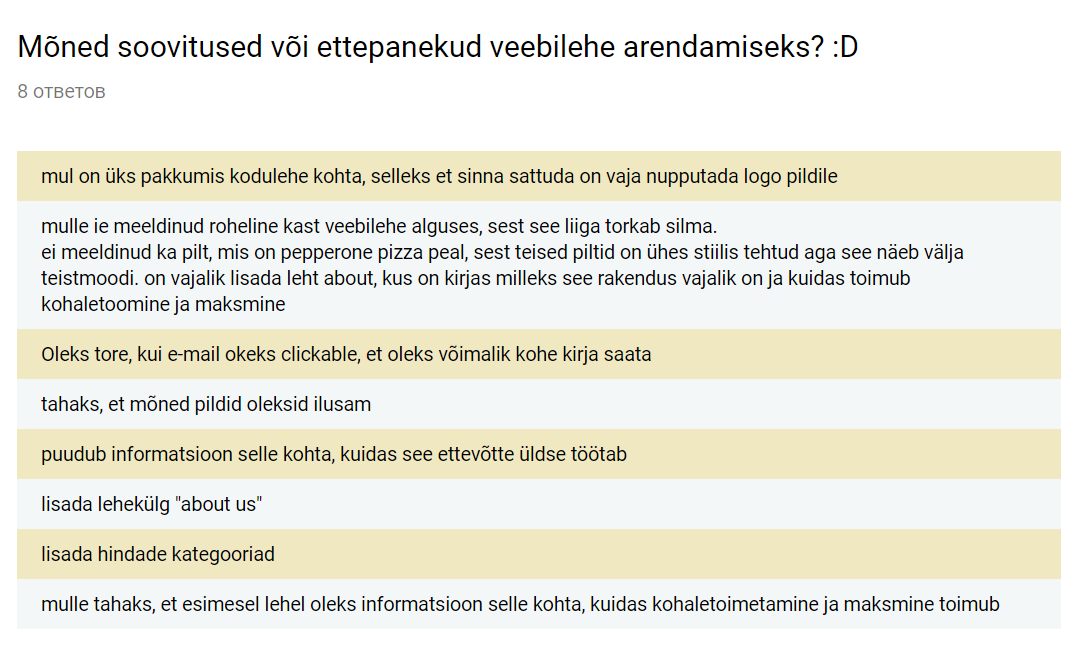 Mõned soovitused või ettepanekud veebilehe arendamiseks? :D
8 ответов
mul on üks pakkumis kodulehe kohta, selleks et sinna sattuda on vaja nupputada logo pildile
mulle ie meeldinud roheline kast veebilehe alguses, sest see liiga torkab silma.
ei meeldinud ka pilt, mis on pepperone pizza peal, sest teised piltid on ühes stiilis tehtud aga see näeb välja
teistmoodi. on vajalik lisada leht about, kus on kirjas milleks see rakendus vajalik on ja kuidas toimub
kohaletoomine ja maksmine
Oleks tore, kui e-mail okeks clickable, et oleks võimalik kohe kirja saata
tahaks, et mõned pildid oleksid ilusam
puudub informatsioon selle kohta, kuidas see ettevõtte üldse töötab
lisada lehekülg "about us"
lisada hindade kategooriad
mulle tahaks, et esimesel lehel oleks informatsioon selle kohta, kuidas kohaletoimetamine ja maksmine toimub